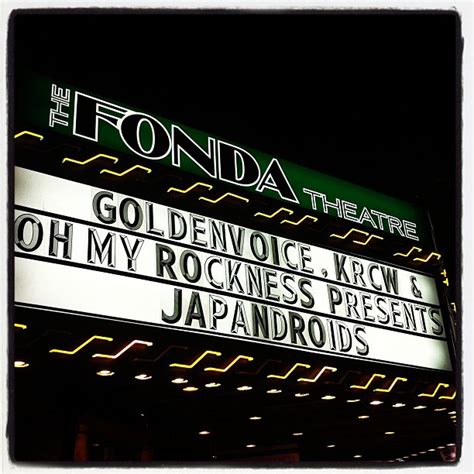 THE FONDA THEATRE
GOLDENVOICE, KRCW &
OH MY ROCKNESS PRESENTS
JAPANDROIDS